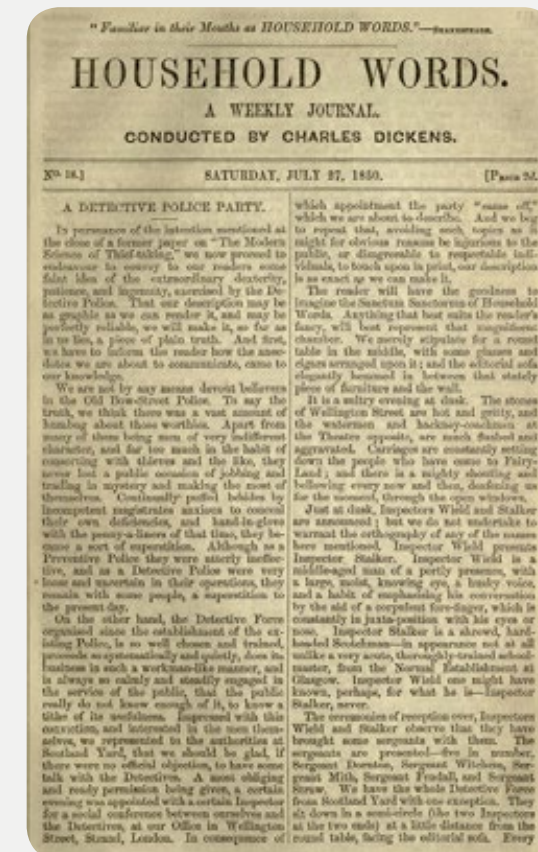 "Familiar in their Mouths as HOUSEHOLD WORDS."—SHAKESPEARE.
HOUSEHOLD WORDS.
A WEEKLY JOURNAL.
CONDUCTED BY CHARLES DICKENS.
No. 18.] SATURDAY, JULY 27, 1850. [PRICE 2d.
A DETECTIVE POLICE PARTY.
In pursuance of the intention mentioned at
the close of a former paper on "The Modern
Science of Thief-taking," we now proceed to
endeavour to convey to our readers some
faint idea of the extraordinary dexterity,
patience, and ingenuity, exercised by the De-
tective Police. That our description may be
as graphic as we can render it, and may be
perfectly reliable, we will make it, so far as
in us lies, a piece of plain truth. And first,
we have to inform the reader how the anec-
dotes we are about to communicate, came to
our knowledge.
We are not by any means devout believers
in the Old Bow-Street Police. To say the
truth, we think there was a vast amount of
humbug about those worthies. Apart from
many of them being men of very indifferent
character, and far too much in the habit of
consorting with thieves and the like, they
never lost a public occasion of jobbing and
trading in mystery and making the most of
themselves. Continually puffed besides by
incompetent magistrates anxious to conceal
their own deficiencies, and hand-in-glove
with the penny-a-liners of that time, they be-
came a sort of superstition. Although as a
Preventive Police they were utterly ineffec-
tive, and as a Detective Police were very
loose and uncertain in their operations, they
remain with some people, a superstition to
the present day.
On the other hand, the Detective Force
organised since the establishment of the ex-
isting Police, is so well chosen and trained,
proceeds so systematically and quietly, does its
business in such a workman-like manner, and
is always so calmly and steadily engaged in
the service of the public, that the public
really do not know enough of it, to know a
tithe of its usefulness. Impressed with this
conviction, and interested in the men them-
selves, we represented to the authorities at
Scotland Yard, that we should be glad, if
there were no official objection, to have some
talk with the Detectives. A most obliging
and ready permission being given, a certain
evening was appointed with a certain Inspector
for a social conference between ourselves and
the Detectives, at our Office in Wellington
Street, Strand, London. In consequence of
which appointment the party "came off,"
which we are about to describe. And we beg
to repeat that, avoiding such topics as it
might for obvious reasons be injurious to the
public, or disagreeable to respectable indi-
viduals, to touch upon in print, our description
is as exact as we can make it.
The reader will have the goodness to
imagine the Sanctum Sanctorum of Household
Words. Anything that best suits the reader's
fancy, will best represent that magnificent
chamber. We merely stipulate for a round
table in the middle, with some glasses and
cigars arranged upon it; and the editorial sofa
elegantly hemmed in between that stately
piece of furniture and the wall.
It is a sultry evening at dusk. The stones
of Wellington Street are hot and gritty, and
the watermen and hackney-coachmen at
the Theatre opposite, are much flushed and
aggravated. Carriages are constantly setting
down the people who have come to Fairy-
Land; and there is a mighty shouting and
bellowing every now and then, deafening us
for the moment, through the open windows.
Just at dusk, Inspectors Wield and Stalker
are announced; but we do not undertake to
warrant the orthography of any of the names
here mentioned. Inspector Wield presents
Inspector Stalker. Inspector Wield is a
middle-aged man of a portly presence, with
a large, moist, knowing eye, a husky voice,
and a habit of emphasising his conversation
by the aid of a corpulent fore-finger, which is
constantly in juxta-position with his eyes or
nose. Inspector Stalker is a shrewd, hard-
headed Scotchman—in appearance not at all
unlike a very acute, thoroughly-trained school-
master, from the Normal Establishment at
Glasgow. Inspector Wield one might have
known, perhaps, for what he is—Inspector
Stalker, never.
The ceremonies of reception over, Inspectors
Wield and Stalker observe that they have
brought some sergeants with them. The
sergeants are presented—five in number,
Sergeant Dornton, Sergeant Witchem, Ser-
geant Mith, Sergeant Fendall, and Sergeant
Straw. We have the whole Detective Force
from Scotland Yard with one exception. They
sit down in a semi-circle (the two Inspectors
at the two ends) at a little distance from the
round table, facing the editorial sofa. Every